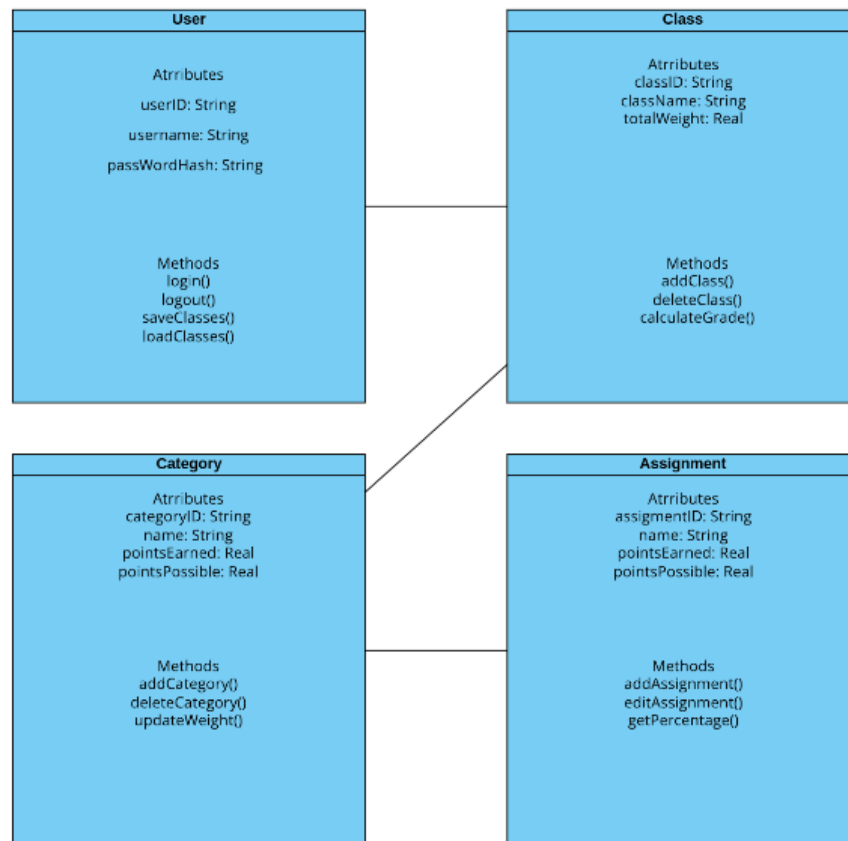 User
Atrributes
userID: String
username: String
passWordHash: String
Methods
login()
logout()
saveClasses()
loadClasses()
Class
Atrributes
classID: String
className: String
totalWeight: Real
Methods
addClass()
deleteClass()
calculateGrade()
Category
Atrributes
categoryID: String
name: String
pointsEarned: Real
pointsPossible: Real
Methods
addCategory()
deleteCategory()
updateWeight()
Assignment
Atrributes
assigmentID: String
name: String
pointsEarned: Real
pointsPossible: Real
Methods
addAssignment()
editAssignment()
getPercentage()